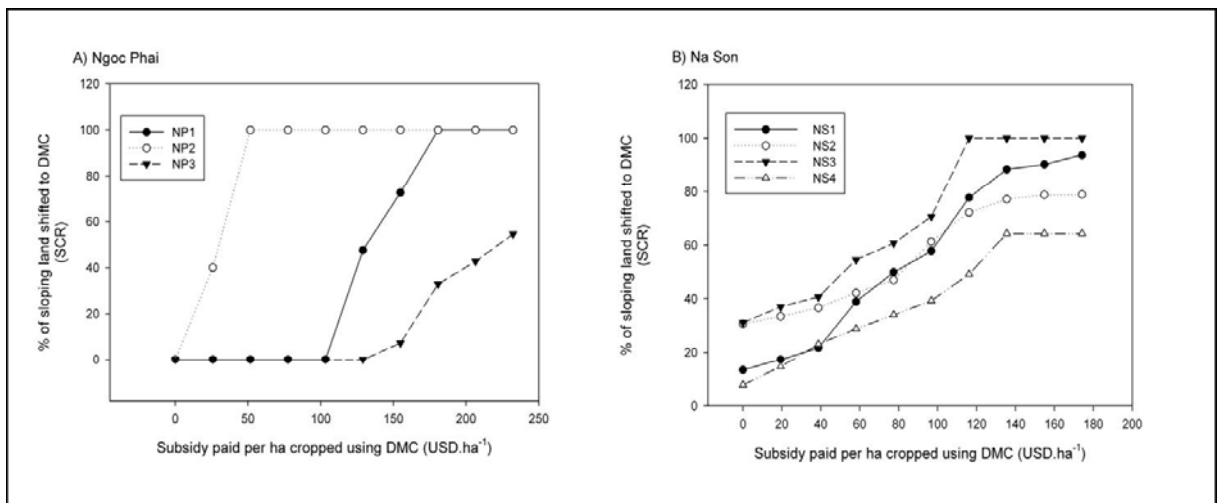 A) Ngoc Phai
120
100
80
60
40
20
0
% of sloping land shifted to DMC
(SCR)
NP1
NP2
NP3
0 50 100 150 200 250
Subsidy paid per ha cropped using DMC (USD.ha⁻¹)
B) Na Son
120
100
80
60
40
20
0
% of sloping land shifted to DMC
(SCR)
NS1
NS2
NS3
NS4
0 20 40 60 80 100 120 140 160 180 200
Subsidy paid per ha cropped using DMC (USD.ha⁻¹)